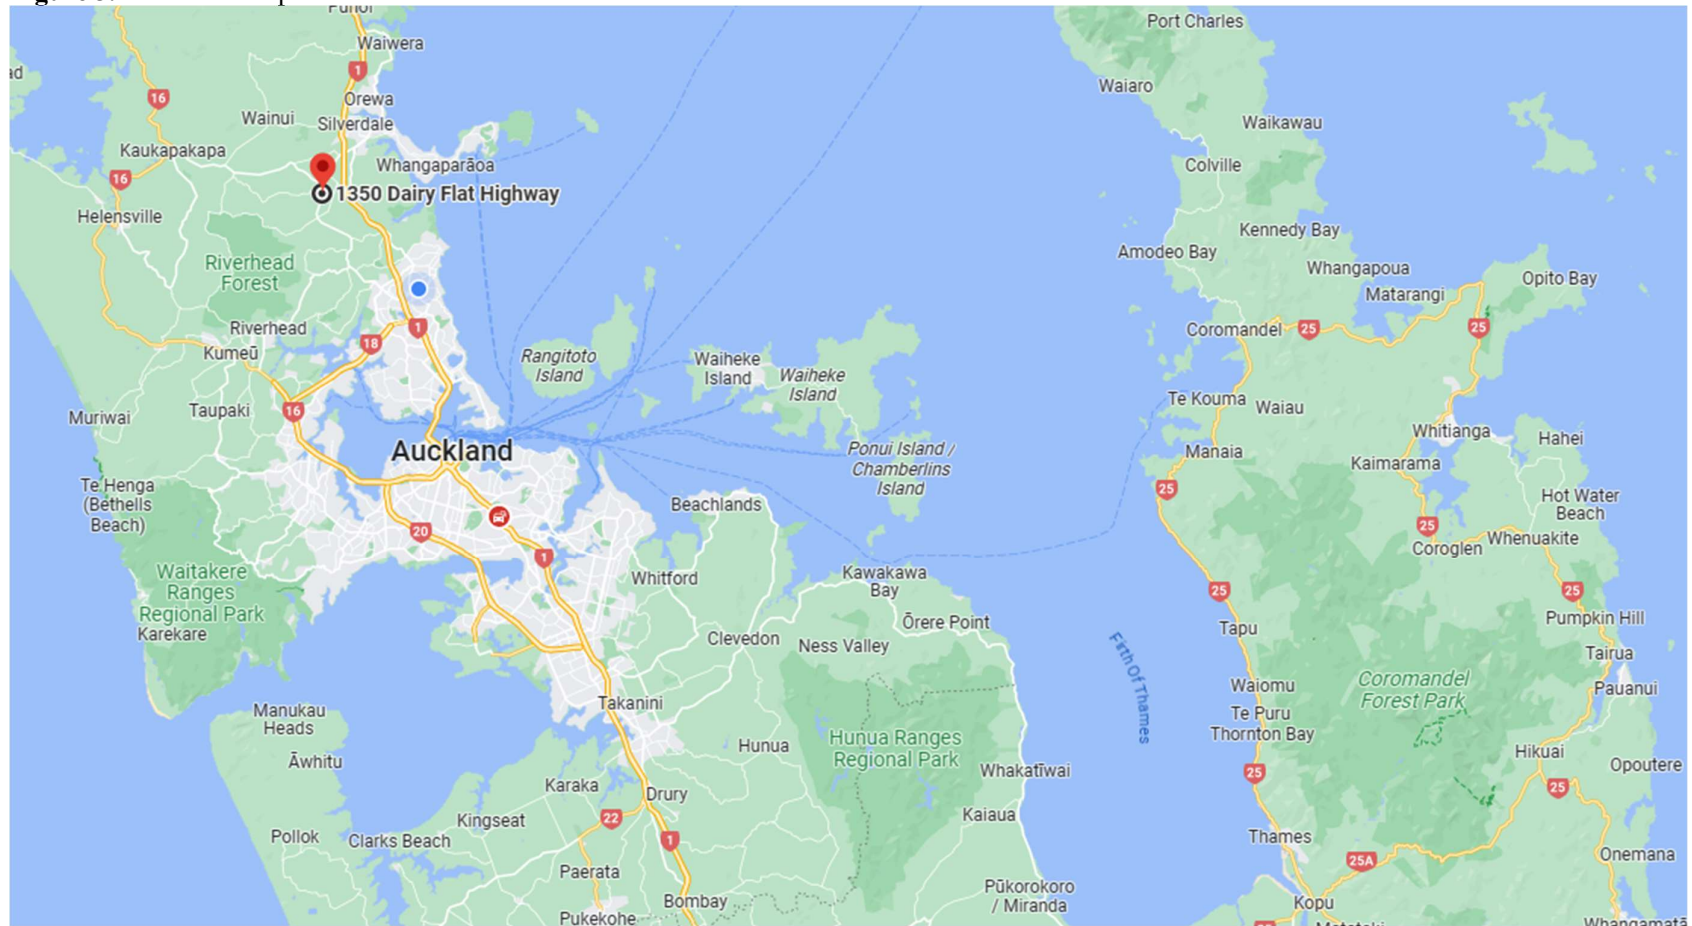 Puhoi
Port Charles
Waiwera
1
Waiaro
16
Orewa
Wainui
Silverdale
Waikawau
Kaukapakapa
Whangaparāoa
Colville
16
1350 Dairy Flat Highway
Helensville
Kennedy Bay
Amodeo Bay
Riverhead
Forest
Whangapoua
Opito Bay
Matarangi
Riverhead
1
Coromandel
25
25
18
Kumeū
Rangitoto
Island
Waiheke
Island
Waiheke
Island
Te Kouma
Waiau
16
Taupaki
Muriwai
Whitianga
Hahei
Auckland
Manaia
Ponui Island /
Chamberlins
Island
Kaimarama
Te Henga
(Bethells
Beach)
25
Hot Water
Beach
Beachlands
20
25
Whenuakite
Coroglen
1
Waitakere
Ranges
Regional Park
Whitford
Kawakawa
Bay
25
25
Karekare
Clevedon
Ness Valley
Ōrere Point
Tapu
Pumpkin Hill
Firth Of Thames
Tairua
Waiomu
Coromandel
Forest Park
Pauanui
Takanini
Manukau
Heads
Te Puru
Thornton Bay
Hunua
Hunua Ranges
Regional Park
Āwhitu
Whakatīwai
25
Hikuai
Opoutere
25
Karaka
Drury
Kingseat
22
Kaiaua
Pollok
Clarks Beach
1
Thames
25A
Onemana
Paerata
Pūkorokoro
/ Miranda
Bombay
Kopu
Pukekohe